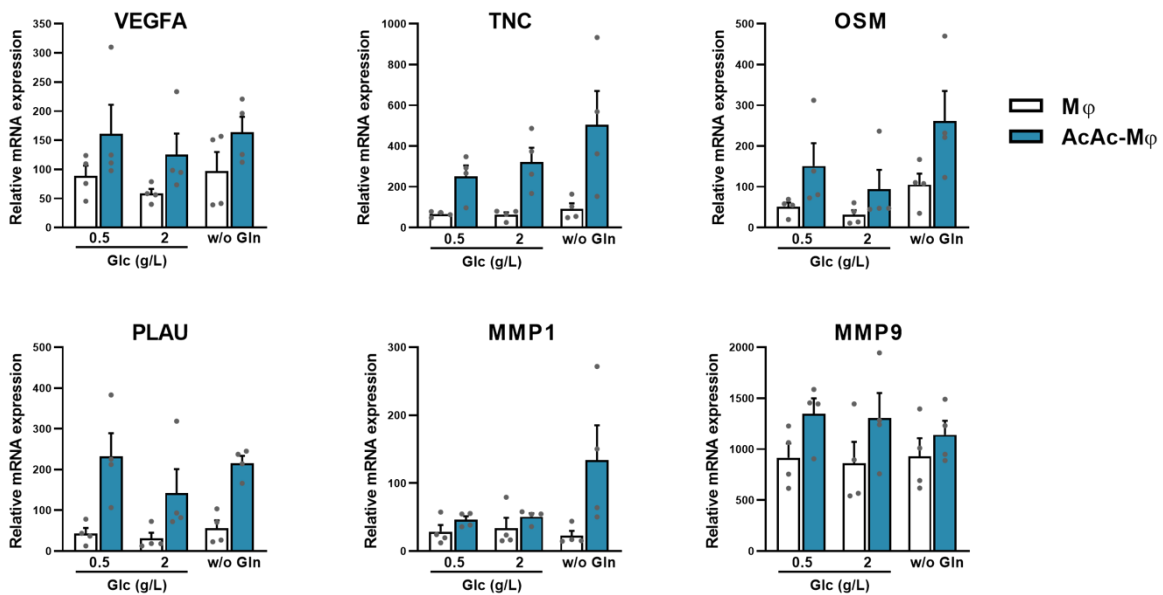 VEGFA
Relative mRNA expression
350
300
250
200
150
100
50
0
0.5
2
w/o Gln
Glc (g/L)
TNC
Relative mRNA expression
1000
800
600
400
200
0
0.5
2
w/o Gln
Glc (g/L)
OSM
Relative mRNA expression
500
400
300
200
100
0
0.5
2
w/o Gln
Glc (g/L)
Mφ
AcAc-Mφ
PLAU
Relative mRNA expression
500
400
300
200
100
0
0.5
2
w/o Gln
Glc (g/L)
MMP1
Relative mRNA expression
300
200
100
0
0.5
2
w/o Gln
Glc (g/L)
MMP9
Relative mRNA expression
2000
1500
1000
500
0
0.5
2
w/o Gln
Glc (g/L)